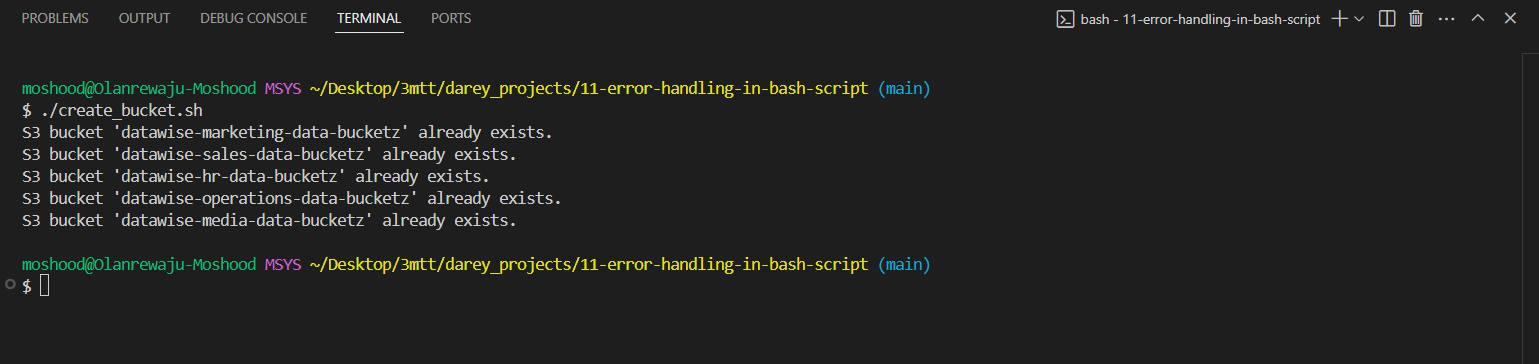 PROBLEMS OUTPUT DEBUG CONSOLE TERMINAL PORTS bash - 11-error-handling-in-bash-script
moshood@Olanrewaju-Moshood MSYS ~/Desktop/3mtt/darey_projects/11-error-handling-in-bash-script (main)
$ ./create_bucket.sh
S3 bucket 'datawise-marketing-data-bucketz' already exists.
S3 bucket 'datawise-sales-data-bucketz' already exists.
S3 bucket 'datawise-hr-data-bucketz' already exists.
S3 bucket 'datawise-operations-data-bucketz' already exists.
S3 bucket 'datawise-media-data-bucketz' already exists.
moshood@Olanrewaju-Moshood MSYS ~/Desktop/3mtt/darey_projects/11-error-handling-in-bash-script (main)
$